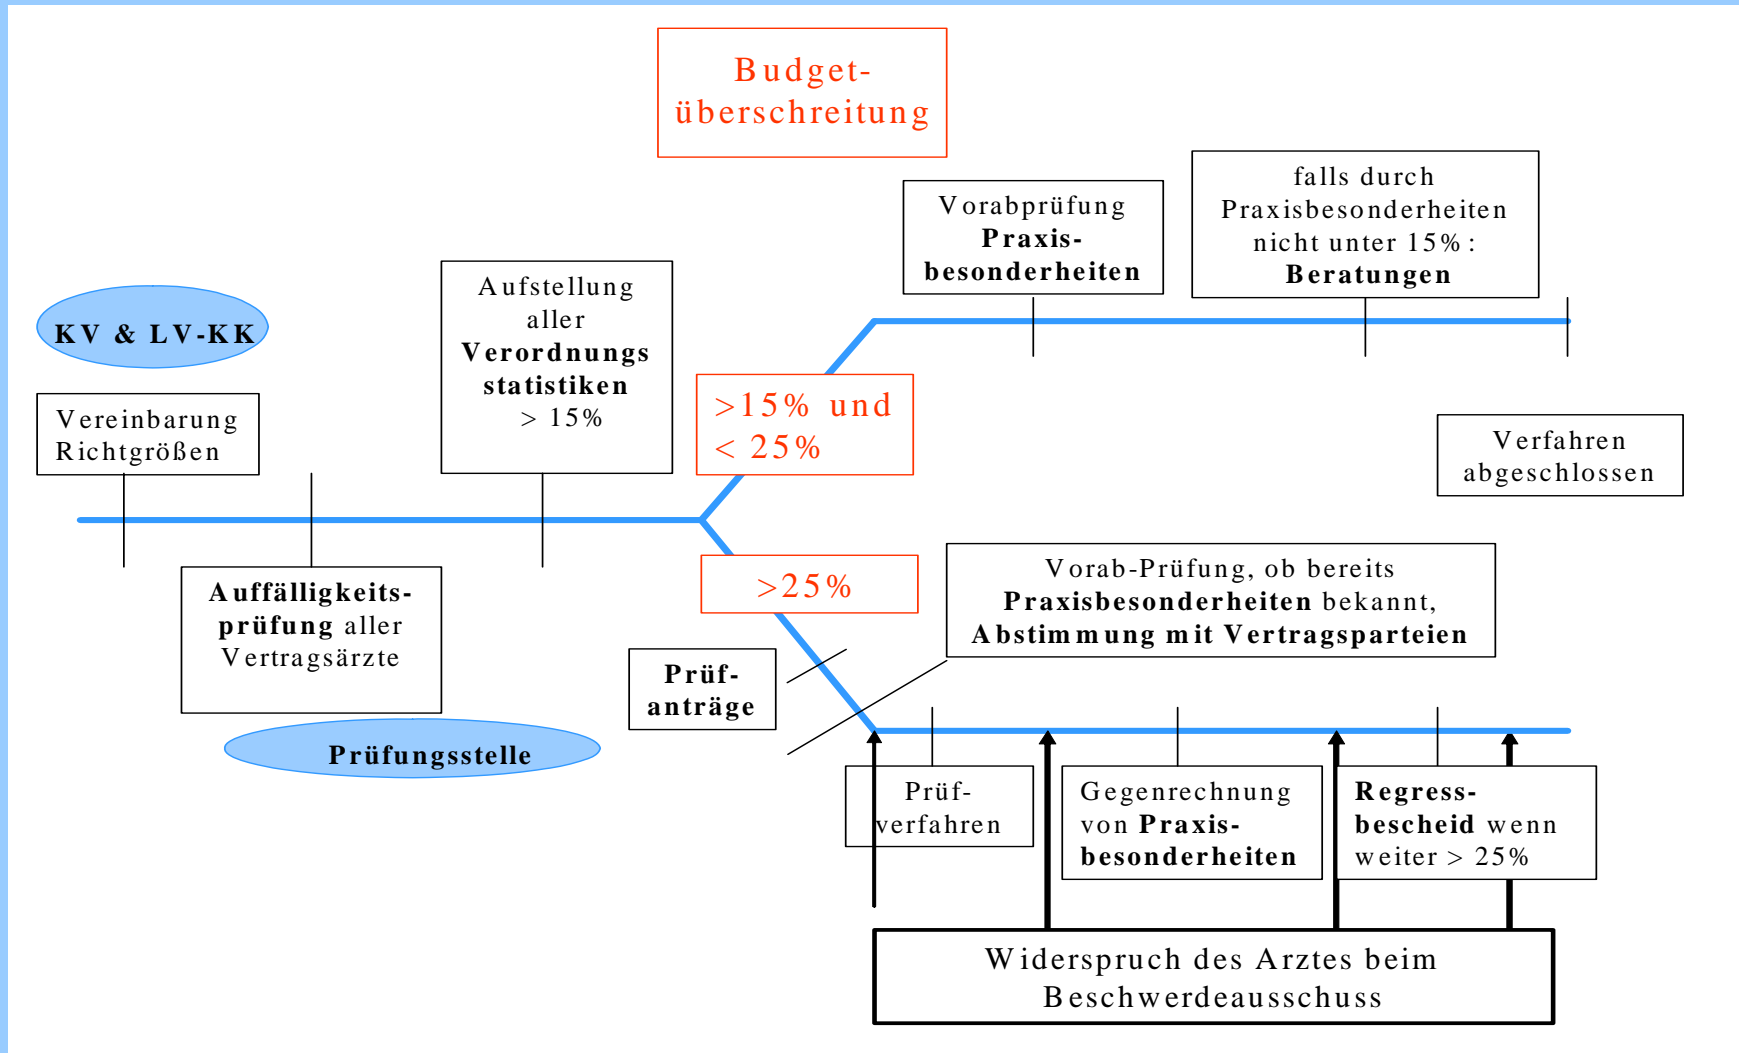 Budget-
überschreitung
falls durch
Praxisbesonderheiten
nicht unter 15%:
Beratungen
Vorabprüfung
Praxis-
besonderheiten
Aufstellung
aller
Verordnungs
statistiken
> 15%
KV & LV-KK
Vereinbarung
Richtgrößen
>15% und
< 25%
Verfahren
abgeschlossen
Auffälligkeits-
prüfung aller
Vertragsärzte
>25%
Vorab-Prüfung, ob bereits
Praxisbesonderheiten bekannt,
Abstimmung mit Vertragsparteien
Prüf-
anträge
Prüfungsstelle
Prüf-
verfahren
Gegenrechnung
von Praxis-
besonderheiten
Regress-
bescheid wenn
weiter > 25%
Widerspruch des Arztes beim
Beschwerdeausschuss